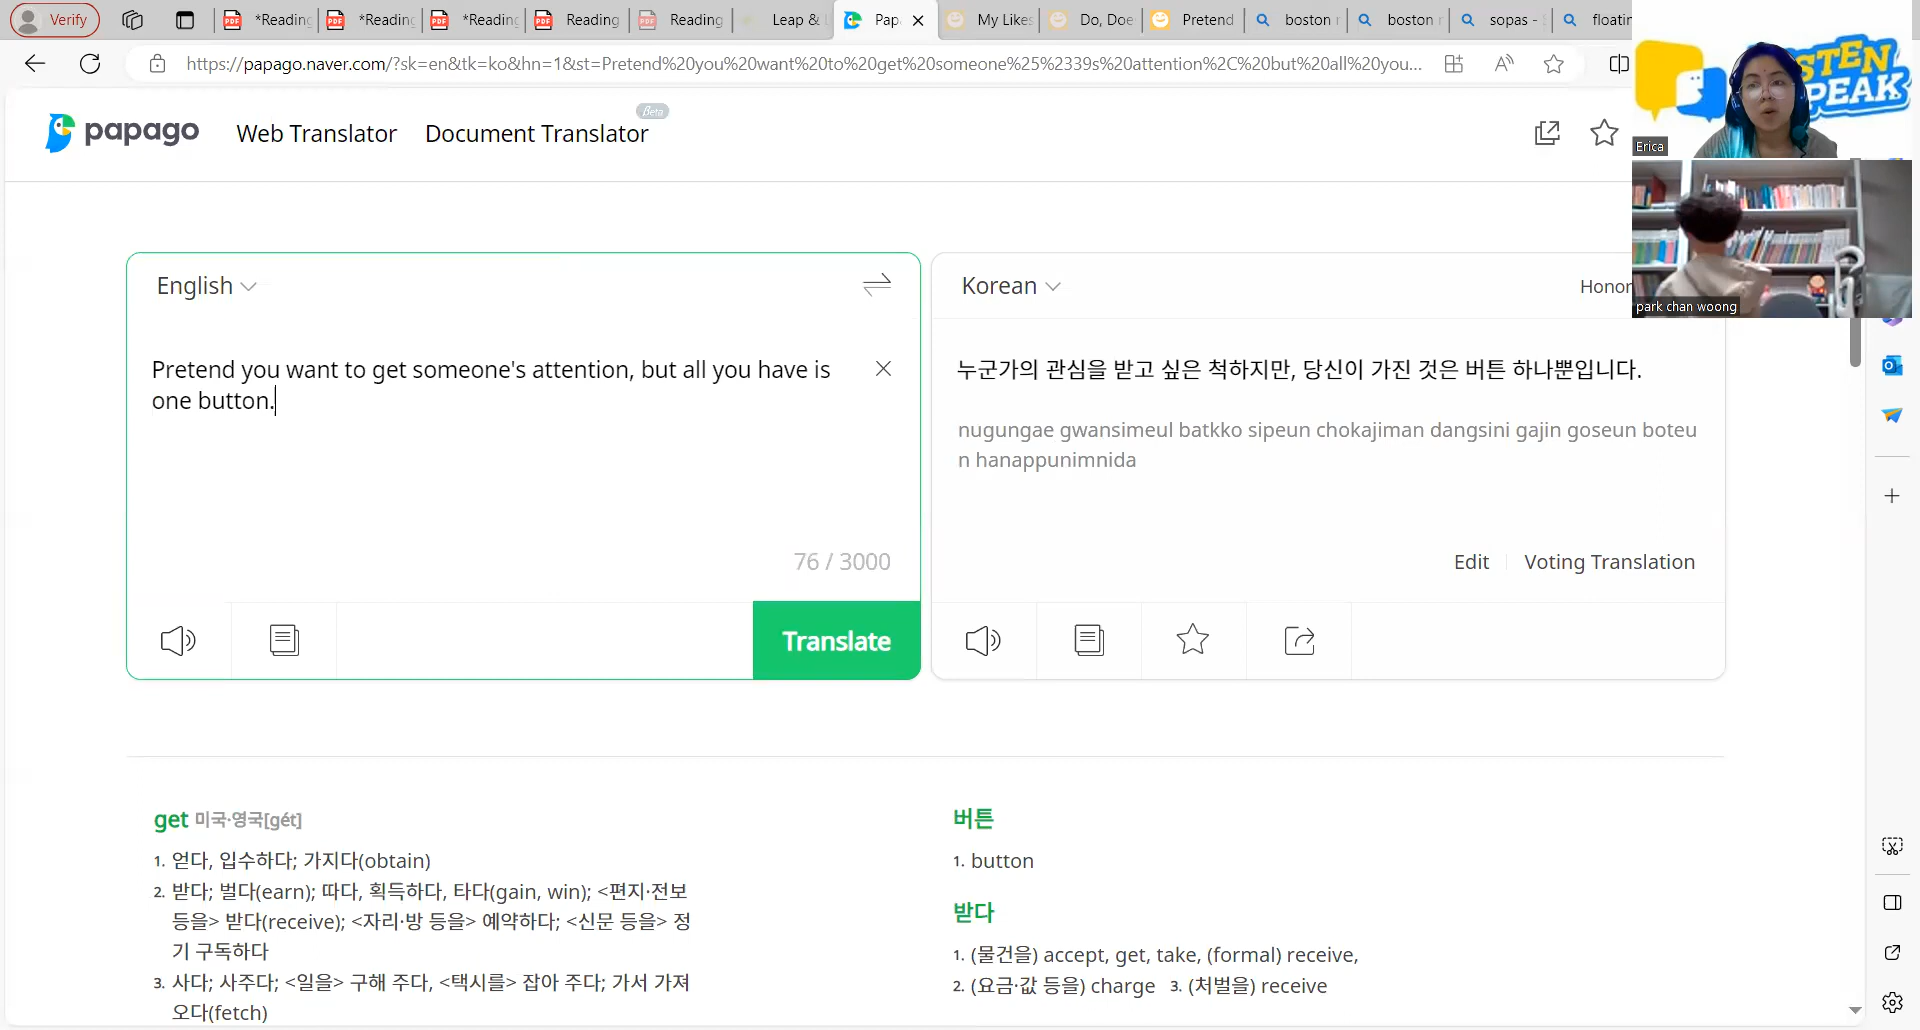 Verify
*Reading
*Reading
*Reading
Reading
Reading
Leap &
Pap
My Likes
Do, Doe
Pretend
boston
boston
sopas -
floatin
https://papago.naver.com/?sk=en&tk=ko&hn=1&st=Pretend%20you%20want%20to%20get%20someone%25%2339s%20attention%2C%20but%20all%20you...
papago
Web Translator
Document Translator
Beta
STEN
PEAK
Erica
park chan woong
English
Korean
Honor
Pretend you want to get someone's attention, but all you have is
one button.
누군가의 관심을 받고 싶은 척하지만, 당신이 가진 것은 버튼 하나뿐입니다.
nugungae gwansimeul batkko sipeun chokajiman dangsini gajin goseun boteu
n hanappunimnida
76 / 3000
Edit
Voting Translation
Translate
get 미국·영국[gét]
1. 얻다, 입수하다; 가지다(obtain)
2. 받다; 벌다(earn); 따다, 획득하다, 타다(gain, win); <편지·전보
등을> 받다(receive); <자리·방 등을> 예약하다; <신문 등을> 정
기 구독하다
3. 사다; 사주다; <일을> 구해 주다, <택시를> 잡아 주다; 가서 가져
오다(fetch)
버튼
1. button
받다
1. (물건을) accept, get, take, (formal) receive,
2. (요금·값 등을) charge 3. (처벌을) receive